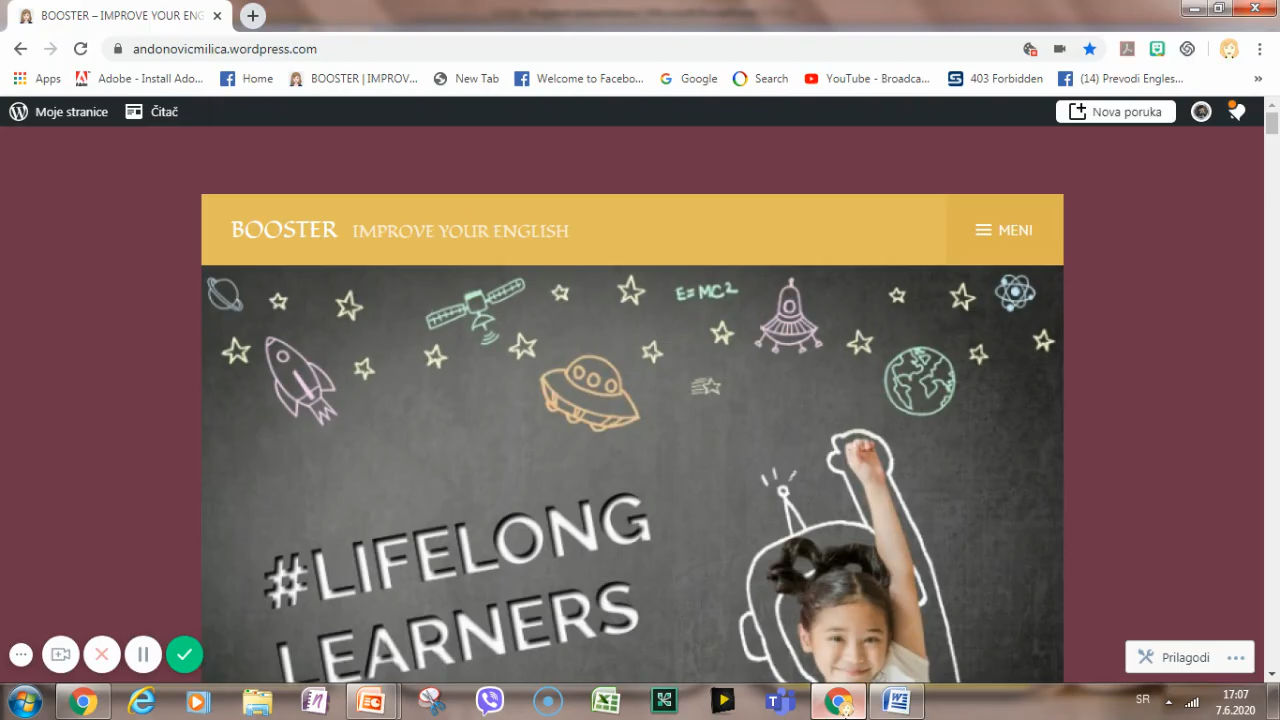 BOOSTER – IMPROVE YOUR ENG
andonovicmilica.wordpress.com
Apps Adobe - Install Ado... Home BOOSTER | IMPROV... New Tab Welcome to Facebo... Google Search YouTube - Broadca... 403 Forbidden (14) Prevodi Engles... »
Moje stranice Čitač Nova poruka
BOOSTER IMPROVE YOUR ENGLISH MENI
E=MC2
#LIFELONG
LEARNERS
Prilagodi
SR 17:07
7.6.2020